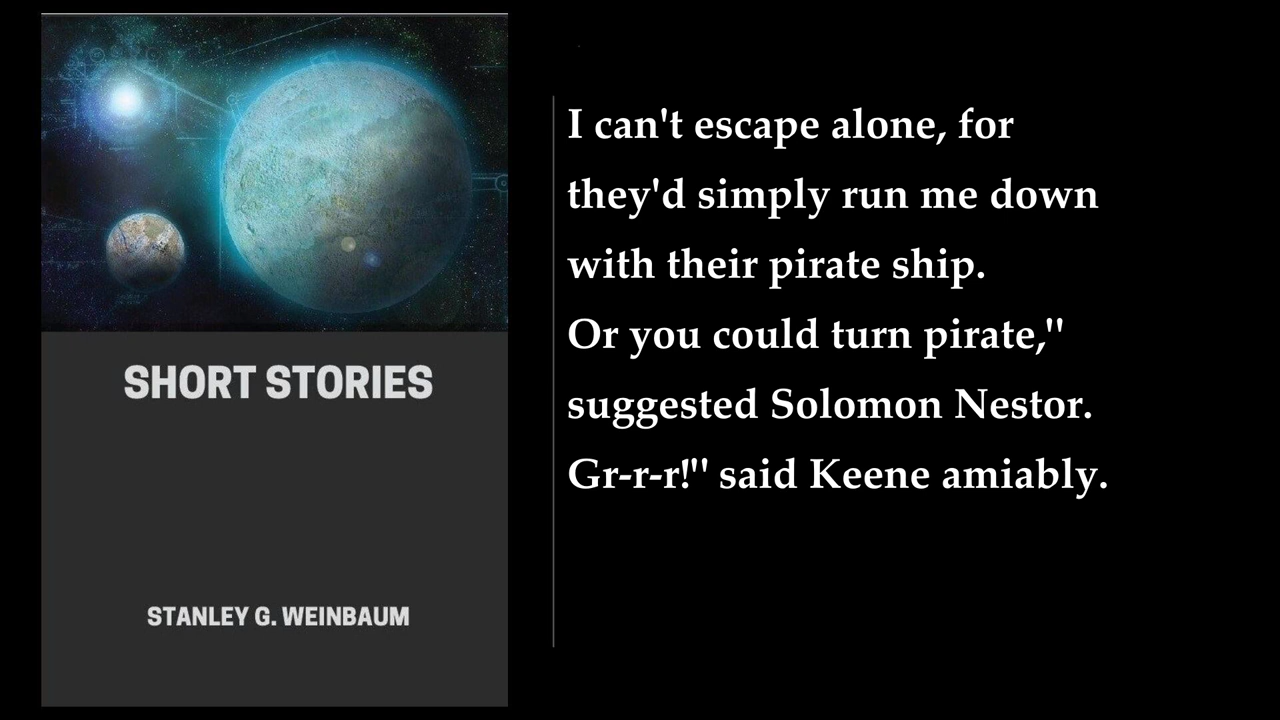 SHORT STORIES
STANLEY G. WEINBAUM
I can't escape alone, for
they'd simply run me down
with their pirate ship.
Or you could turn pirate,"
suggested Solomon Nestor.
Gr-r-r!" said Keene amiably.